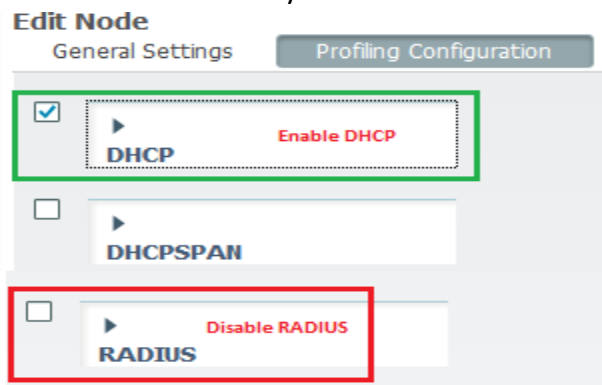 Edit Node
General Settings Profiling Configuration
Enable DHCP
DHCP
DHCPSPAN
Disable RADIUS
RADIUS